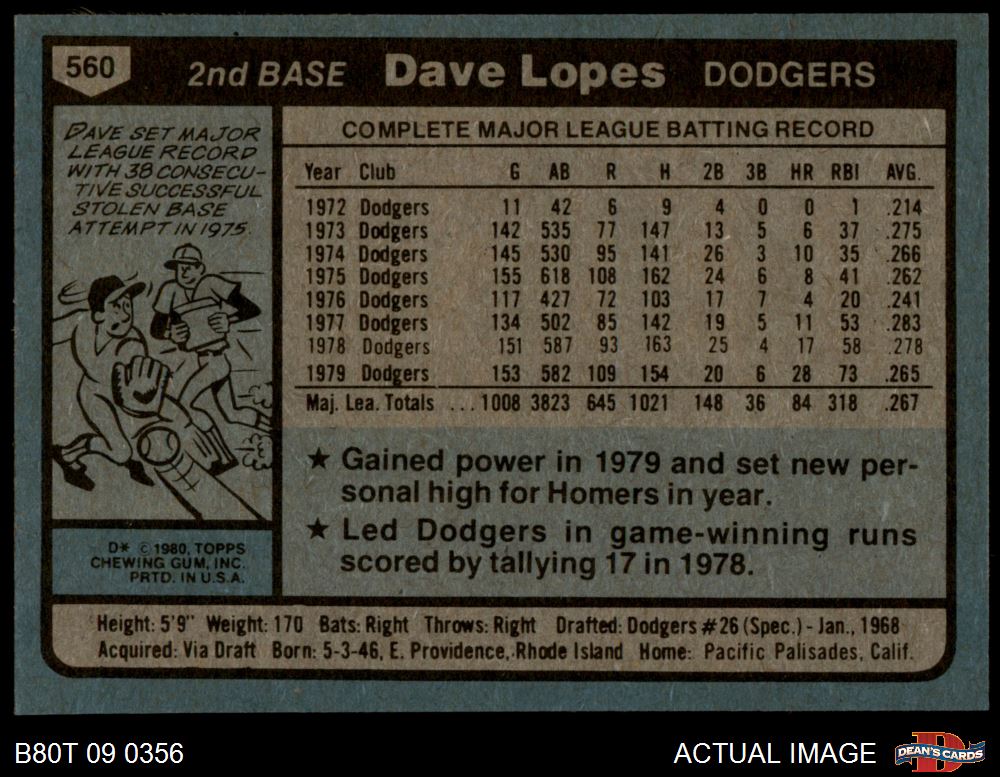 560 2nd BASE Dave Lopes DODGERS
DAVE SET MAJOR
LEAGUE RECORD
WITH 38 CONSECU-
TIVE SUCCESSFUL
STOLEN BASE
ATTEMPT IN 1975.
D* © 1980, TOPPS
CHEWING GUM, INC.
PRTD. IN U.S.A.
COMPLETE MAJOR LEAGUE BATTING RECORD
Year Club G AB R H 2B 3B HR RBI AVG.
1972 Dodgers 11 42 6 9 4 0 0 1 .214
1973 Dodgers 142 535 77 147 13 5 6 37 .275
1974 Dodgers 145 530 95 141 26 3 10 35 .266
1975 Dodgers 155 618 108 162 24 6 8 41 .262
1976 Dodgers 117 427 72 103 17 7 4 20 .241
1977 Dodgers 134 502 85 142 19 5 11 53 .283
1978 Dodgers 151 587 93 163 25 4 17 58 .278
1979 Dodgers 153 582 109 154 20 6 28 73 .265
Maj. Lea. Totals ... 1008 3823 645 1021 148 36 84 318 .267
★ Gained power in 1979 and set new per-
sonal high for Homers in year.
★ Led Dodgers in game-winning runs
scored by tallying 17 in 1978.
Height: 5'9" Weight: 170 Bats: Right Throws: Right Drafted: Dodgers #26 (Spec.) - Jan., 1968
Acquired: Via Draft Born: 5-3-46, E. Providence, Rhode Island Home: Pacific Palisades, Calif.
B80T 09 0356 ACTUAL IMAGE D DEAN'S CARDS